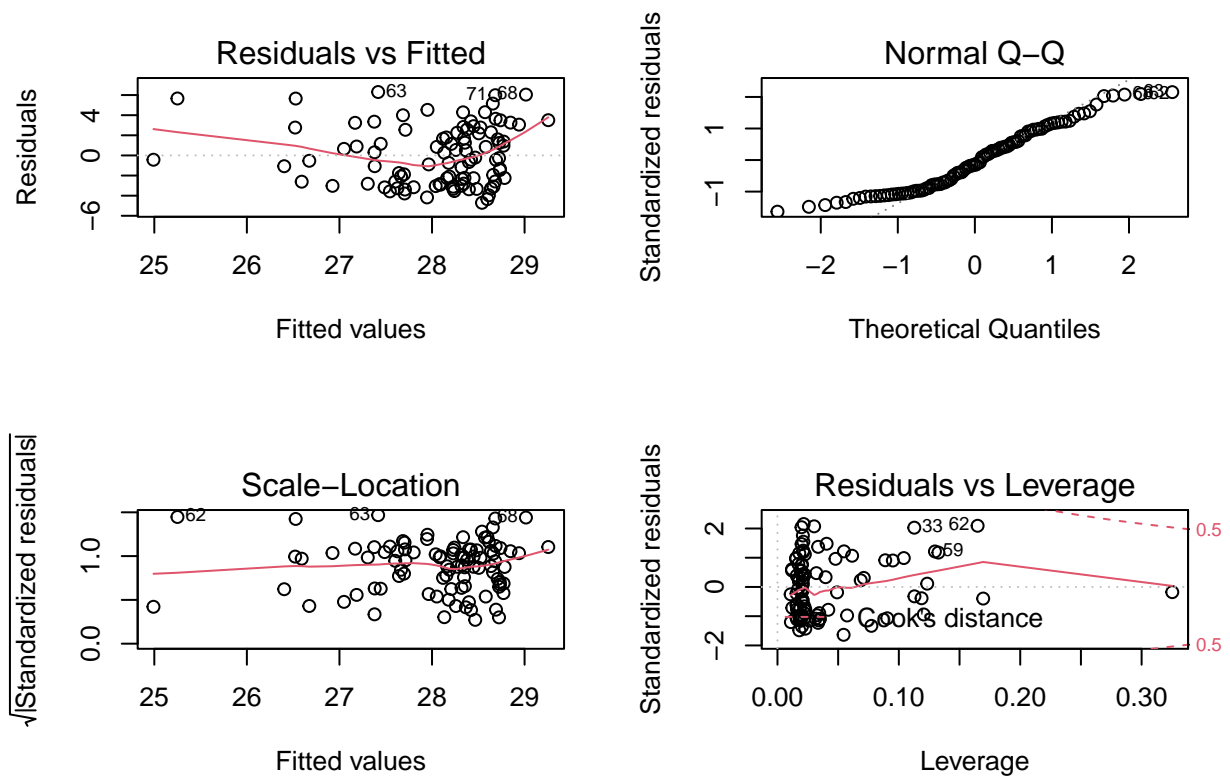 Residuals vs Fitted
Residuals
4
0
−6
63
71
68
25 26 27 28 29
Fitted values
Normal Q−Q
Standardized residuals
1
−1
63
−2 −1 0 1 2
Theoretical Quantiles
Scale−Location
√|Standardized residuals|
1.0
0.0
62
63
68
25 26 27 28 29
Fitted values
Residuals vs Leverage
Standardized residuals
2
0
−2
33
62
59
0.5
0.5
Cook's distance
0.00 0.10 0.20 0.30
Leverage